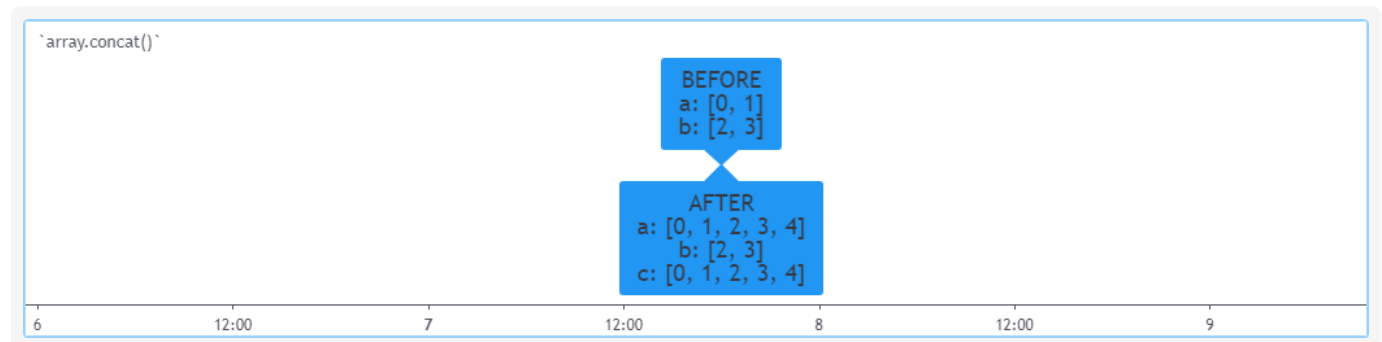 `array.concat()`
BEFORE
a: [0, 1]
b: [2, 3]
AFTER
a: [0, 1, 2, 3, 4]
b: [2, 3]
c: [0, 1, 2, 3, 4]
6 12:00 7 12:00 8 12:00 9